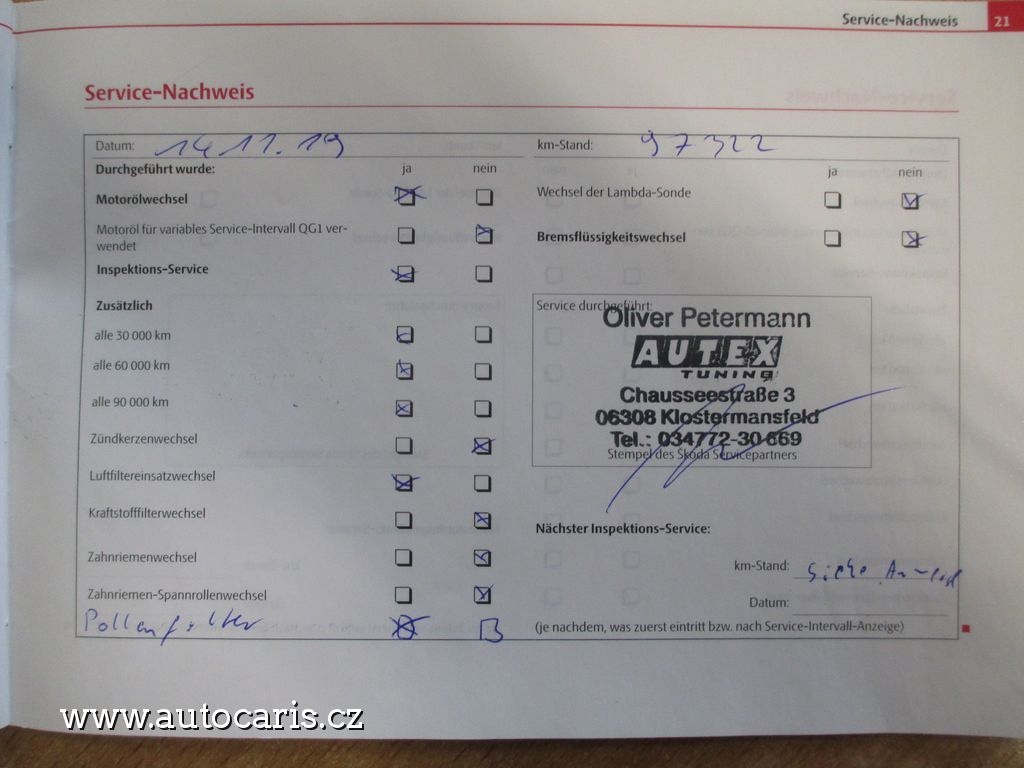 Service-Nachweis 21
Service-Nachweis
Datum: 14.11.19
km-Stand: 97322
Durchgeführt wurde: ja nein
ja nein
Motorölwechsel
Wechsel der Lambda-Sonde
Motoröl für variables Service-Intervall QG1 ver-
wendet
Bremsflüssigkeitswechsel
Inspektions-Service
Zusätzlich
alle 30 000 km
alle 60 000 km
alle 90 000 km
Zündkerzenwechsel
Luftfiltereinsatzwechsel
Kraftstofffilterwechsel
Zahnriemenwechsel
Zahnriemen-Spannrollenwechsel
Pollenfilter
Service durchgeführt:
Oliver Petermann
AUTEX
TUNING
Chausseestraße 3
06308 Klostermansfeld
Tel.: 034772-30 669
Stempel des Škoda Servicepartners
Nächster Inspektions-Service:
km-Stand: Siehe
Datum:
(je nachdem, was zuerst eintritt bzw. nach Service-Intervall-Anzeige)
www.autocaris.cz